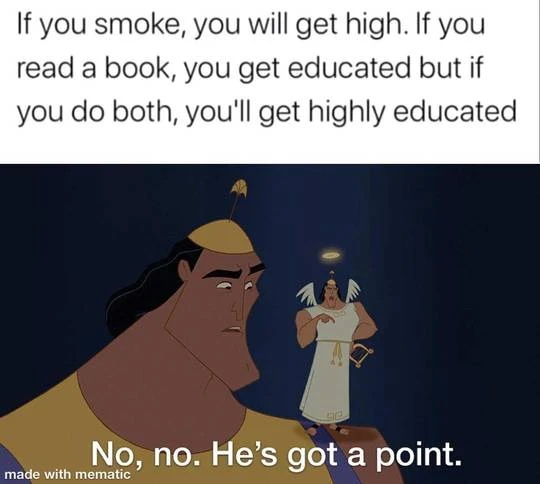 If you smoke, you will get high. If you
read a book, you get educated but if
you do both, you'll get highly educated
No, no. He's got a point.
made with mematic